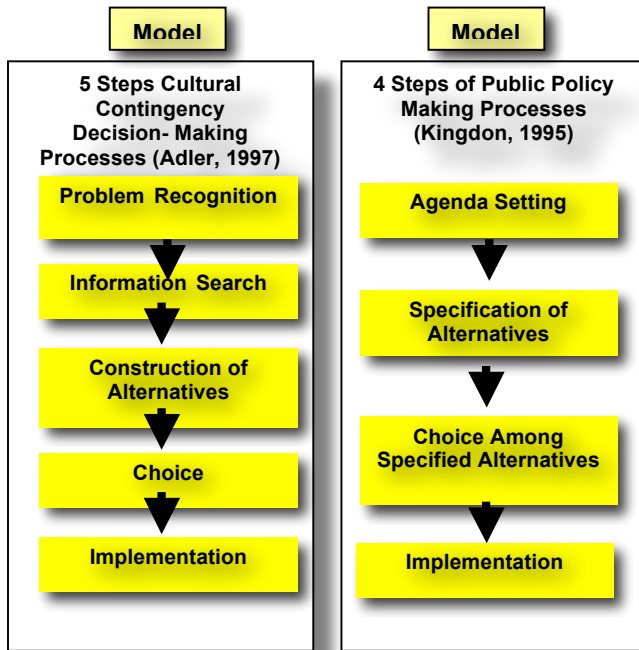 Model
5 Steps Cultural
Contingency
Decision- Making
Processes (Adler, 1997)
Problem Recognition
Information Search
Construction of
Alternatives
Choice
Implementation
Model
4 Steps of Public Policy
Making Processes
(Kingdon, 1995)
Agenda Setting
Specification of
Alternatives
Choice Among
Specified Alternatives
Implementation